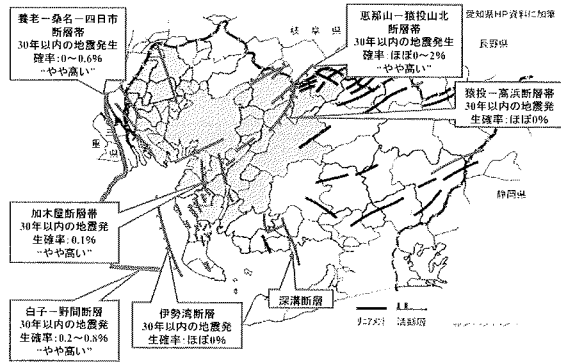 養老－桑名－四日市
断層帯
30年以内の地震発生
確率：0～0.6%
“やや高い”
恵那山－猿投山北
断層帯
30年以内の地震発生
確率：ほぼ0～2%
“やや高い”
愛知県HP資料に加筆
岐阜県
長野県
猿投－高浜断層帯
30年以内の地震発
生確率：ほぼ0%
静岡県
加木屋断層帯
30年以内の地震発
生確率：0.1%
“やや高い”
白子－野間断層
30年以内の地震発
生確率：0.2～0.8%
“やや高い”
伊勢湾断層
30年以内の地震発
生確率：ほぼ0%
深溝断層
リニアメント
活断層